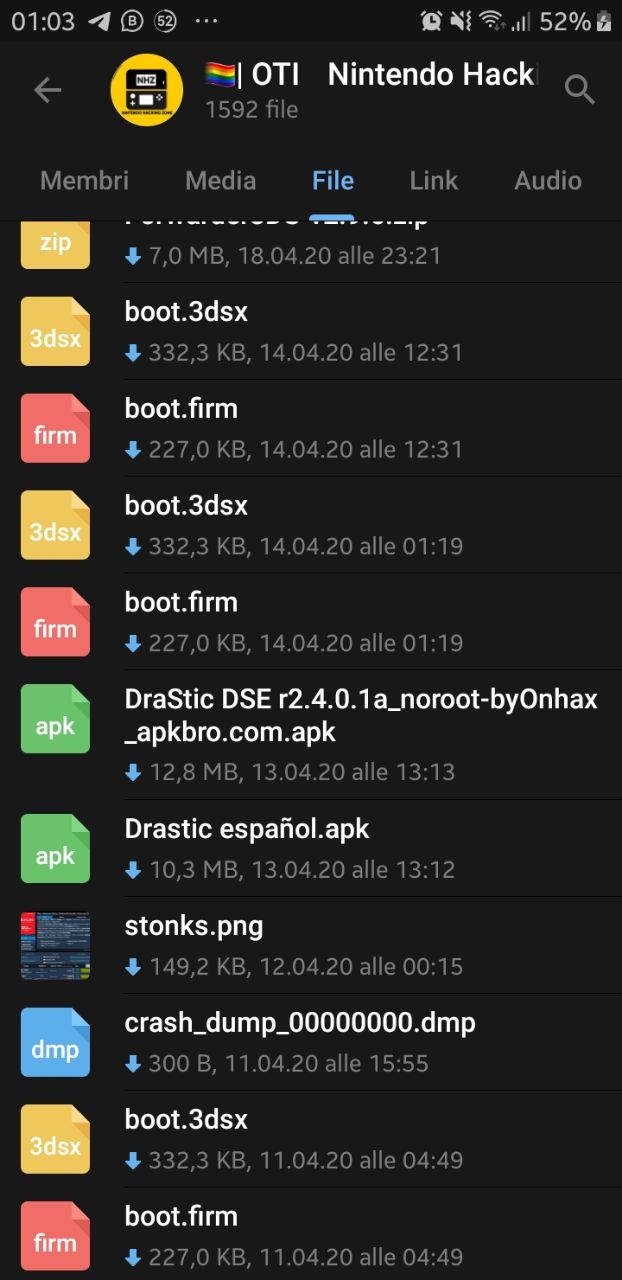 01:03 B 52 ... 52%
NHZ
NINTENDO HACKING ZONE
🏳️‍🌈| OTI Nintendo Hack
1592 file
Membri Media File Link Audio
zip
7,0 MB, 18.04.20 alle 23:21
3dsx
boot.3dsx
332,3 KB, 14.04.20 alle 12:31
firm
boot.firm
227,0 KB, 14.04.20 alle 12:31
3dsx
boot.3dsx
332,3 KB, 14.04.20 alle 01:19
firm
boot.firm
227,0 KB, 14.04.20 alle 01:19
apk
DraStic DSE r2.4.0.1a_noroot-byOnhax
_apkbro.com.apk
12,8 MB, 13.04.20 alle 13:13
apk
Drastic español.apk
10,3 MB, 13.04.20 alle 13:12
stonks.png
149,2 KB, 12.04.20 alle 00:15
dmp
crash_dump_00000000.dmp
300 B, 11.04.20 alle 15:55
3dsx
boot.3dsx
332,3 KB, 11.04.20 alle 04:49
firm
boot.firm
227,0 KB, 11.04.20 alle 04:49